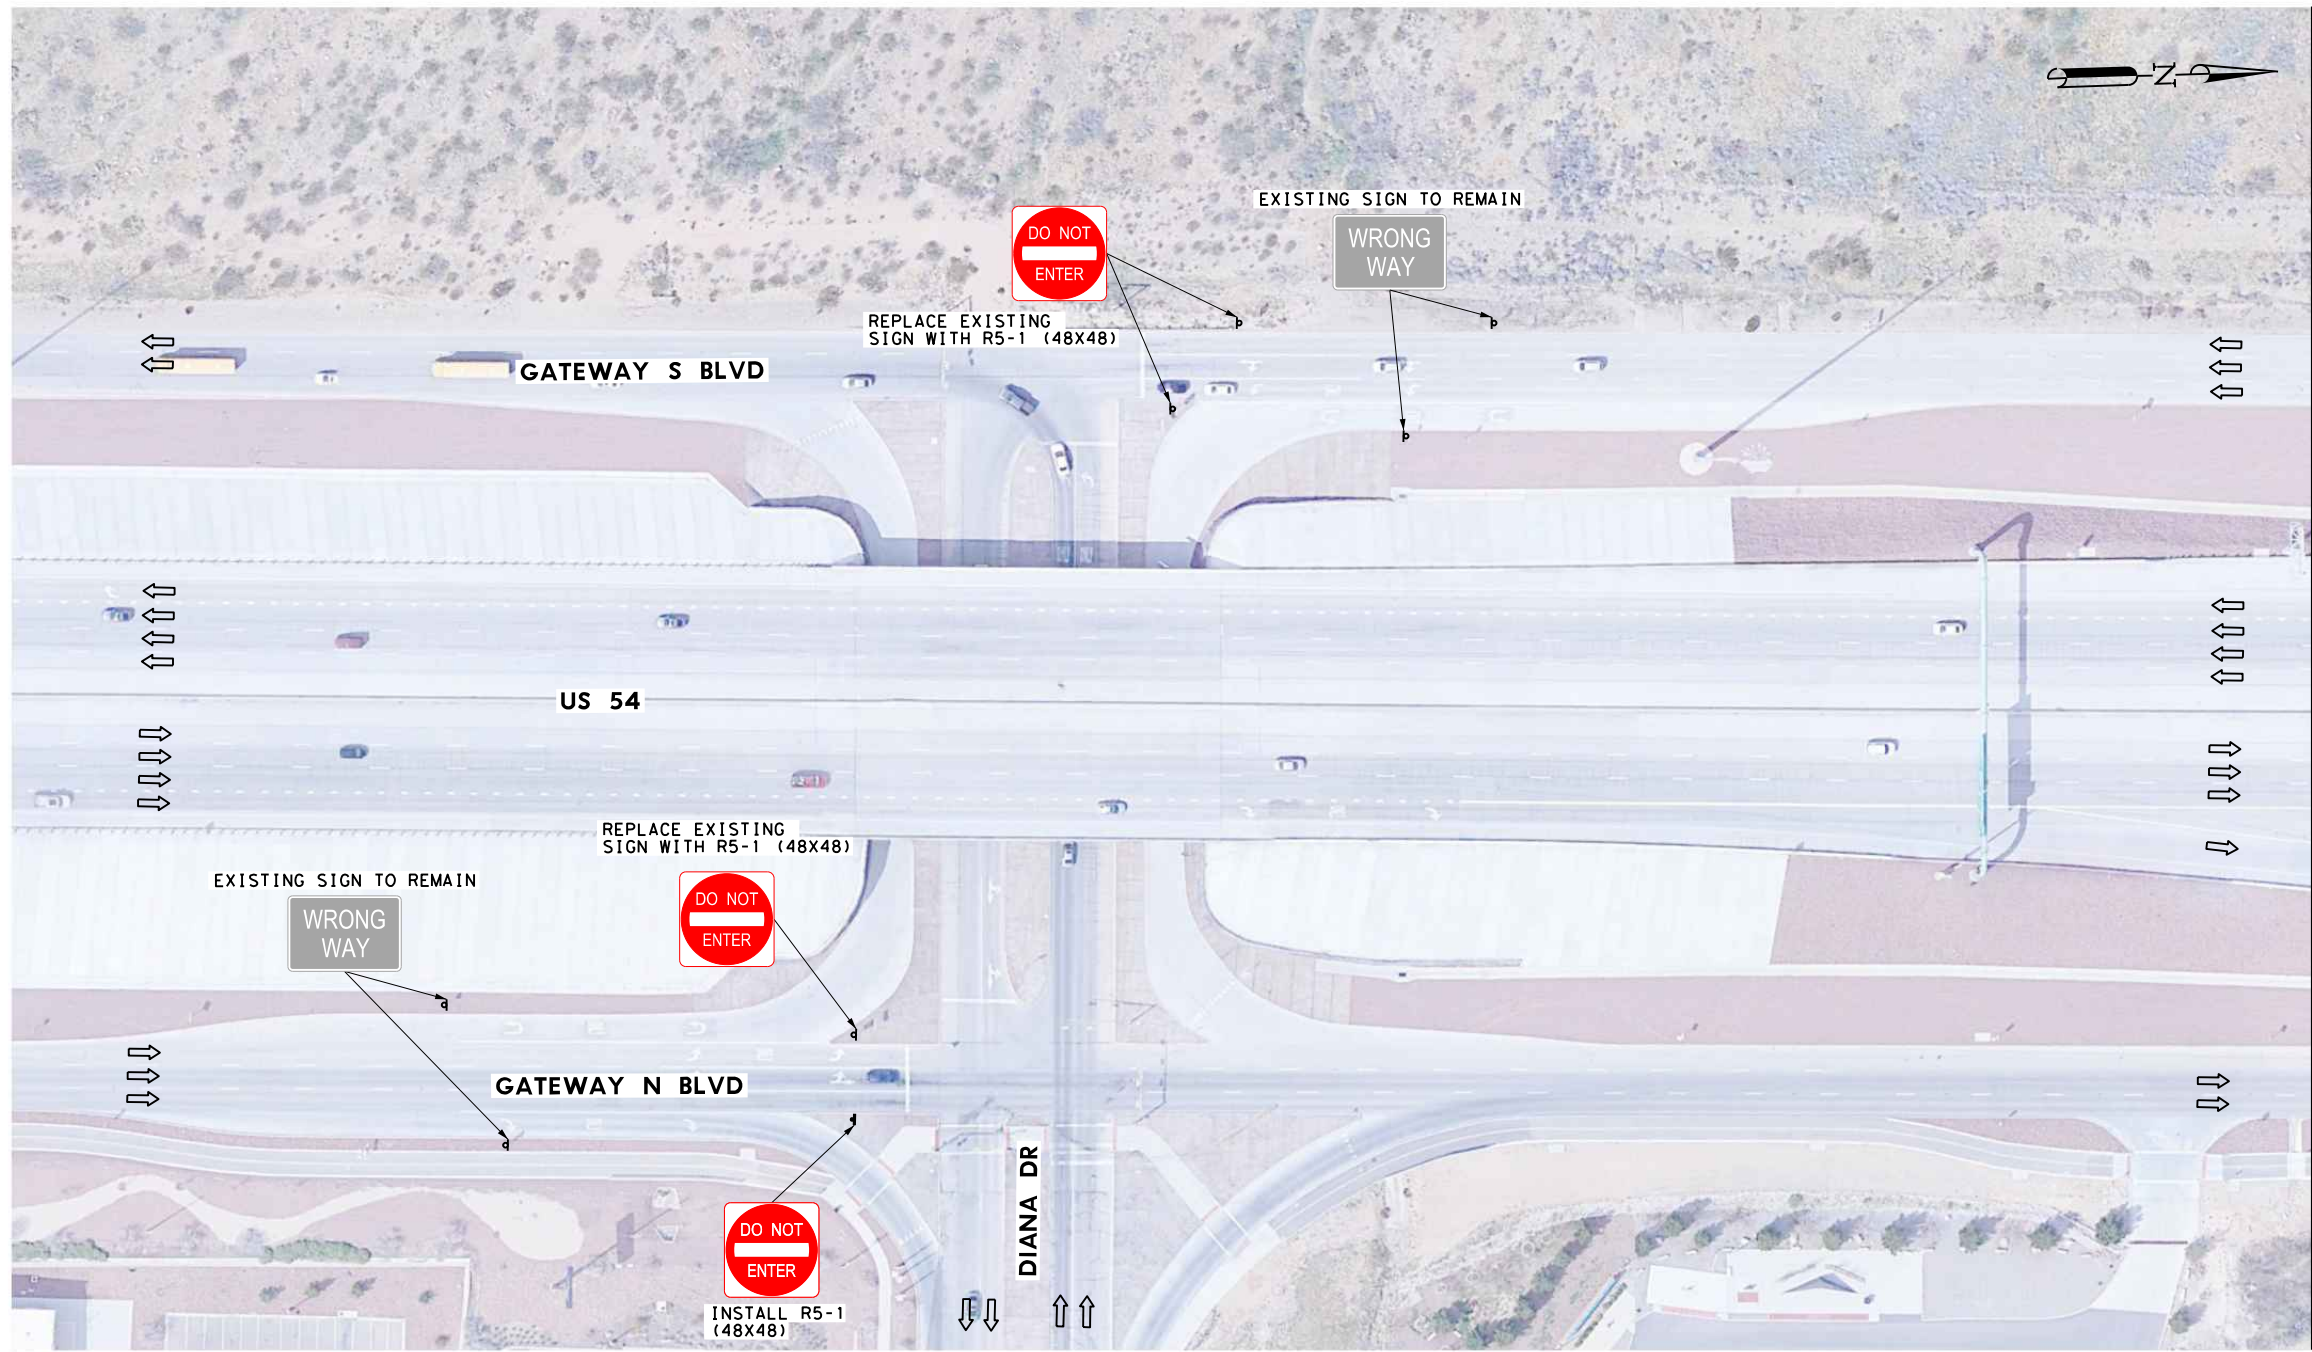 N
EXISTING SIGN TO REMAIN
DO NOT
ENTER
WRONG
WAY
REPLACE EXISTING
SIGN WITH R5-1 (48X48)
GATEWAY S BLVD
US 54
REPLACE EXISTING
SIGN WITH R5-1 (48X48)
EXISTING SIGN TO REMAIN
WRONG
WAY
DO NOT
ENTER
GATEWAY N BLVD
DIANA DR
DO NOT
ENTER
INSTALL R5-1
(48X48)